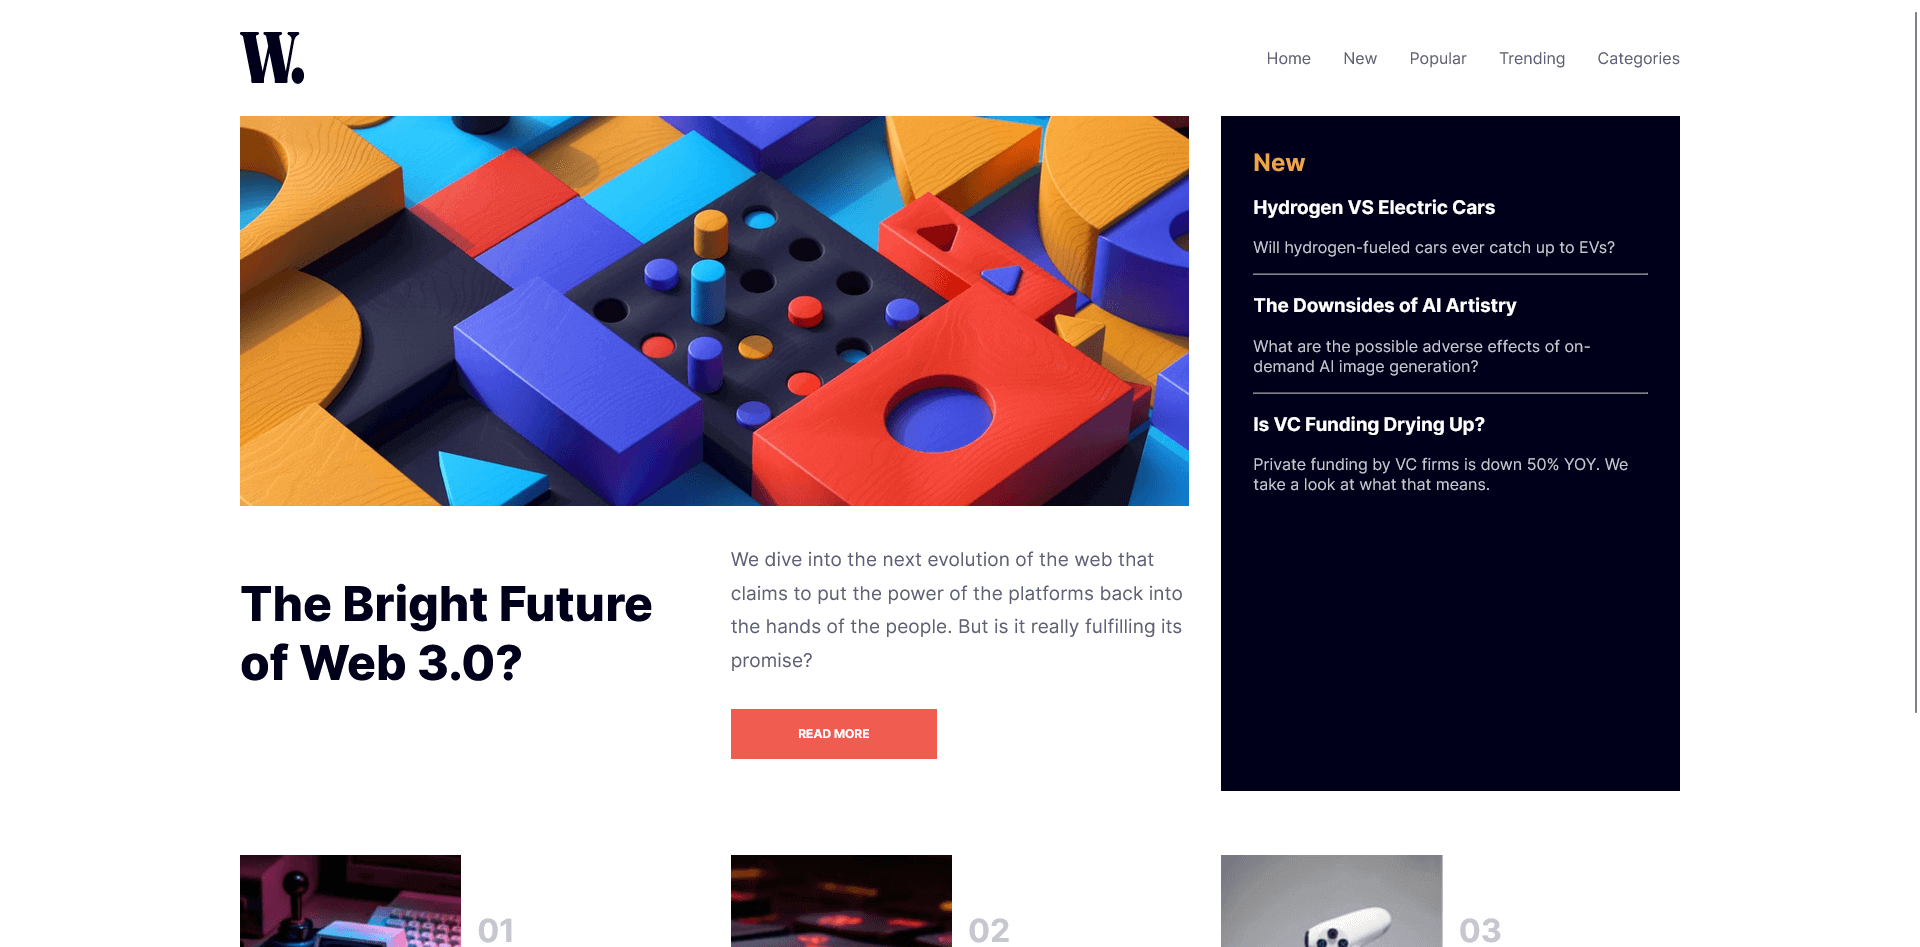 W.
Home New Popular Trending Categories
New
Hydrogen VS Electric Cars
Will hydrogen-fueled cars ever catch up to EVs?
The Downsides of AI Artistry
What are the possible adverse effects of on-
demand AI image generation?
Is VC Funding Drying Up?
Private funding by VC firms is down 50% YOY. We
take a look at what that means.
The Bright Future
of Web 3.0?
We dive into the next evolution of the web that
claims to put the power of the platforms back into
the hands of the people. But is it really fulfilling its
promise?
READ MORE
01
02
03